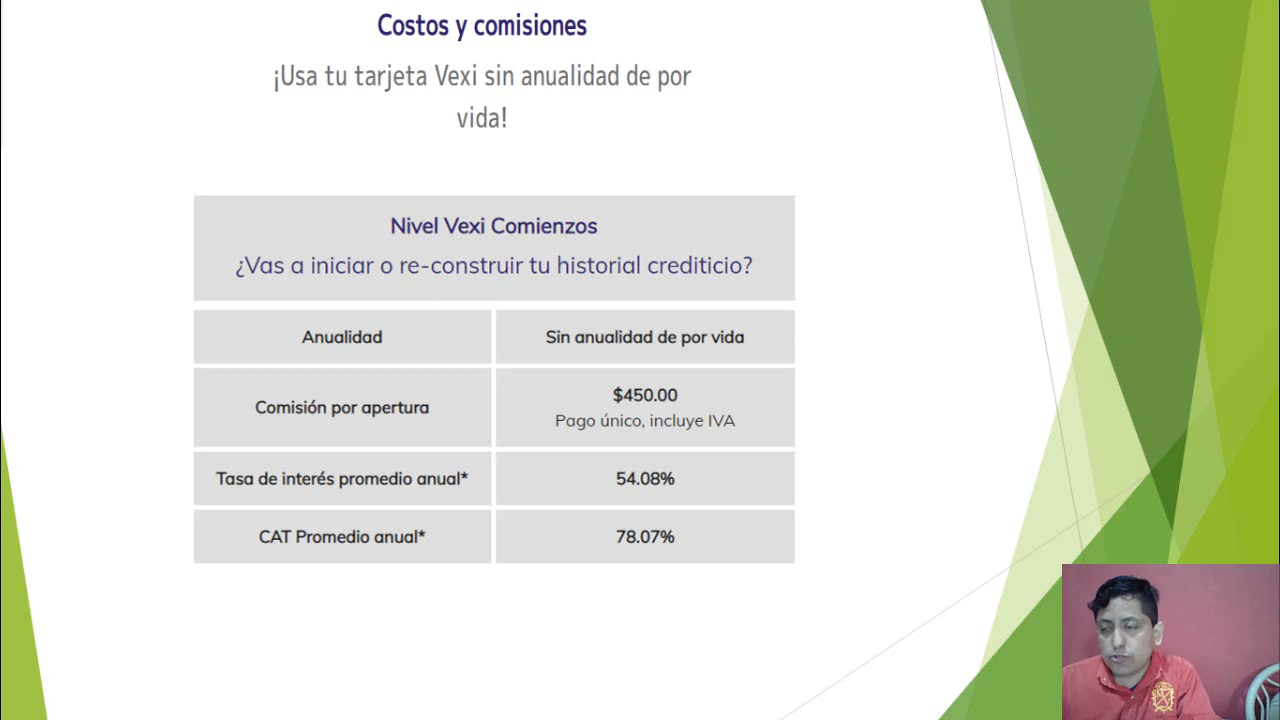 Costos y comisiones
¡Usa tu tarjeta Vexi sin anualidad de por
vida!
Nivel Vexi Comienzos
¿Vas a iniciar o re-construir tu historial crediticio?
Anualidad
Sin anualidad de por vida
Comisión por apertura
$450.00
Pago único, incluye IVA
Tasa de interés promedio anual*
54.08%
CAT Promedio anual*
78.07%